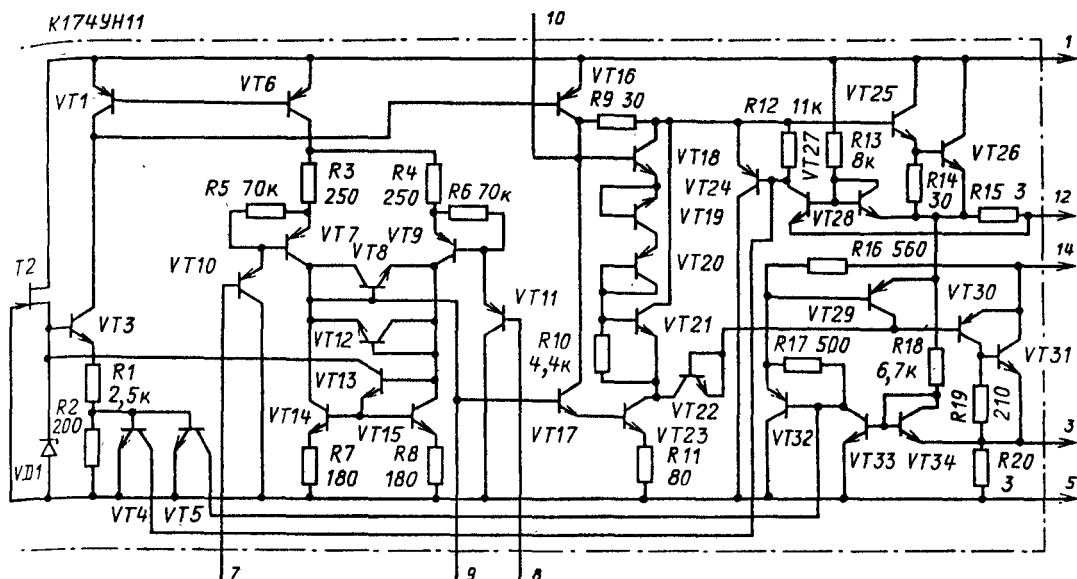 К174УН11
10
1
VT1
VT6
VT16
R9 30
R12 11к
VT25
VT27
R13
8к
VT18
VT24
VT26
R3
250
R4
250
R5 70к
R6 70к
R14
30
R15 3
12
VT19
VT28
VT7
VT8
VT9
R16 560
14
T2
VT10
VT20
VT30
VT11
VT29
VT3
VT12
VT21
R10
4,4к
R17 500
R18
6,7к
VT31
R1
2,5к
R2
200
VT13
R19
210
VT14
VT15
VT22
VT17
VT23
VT32
3
R7
180
R8
180
R11
80
VT33
VT34
R20
3
VD1
5
VT4
VT5
7
9
8